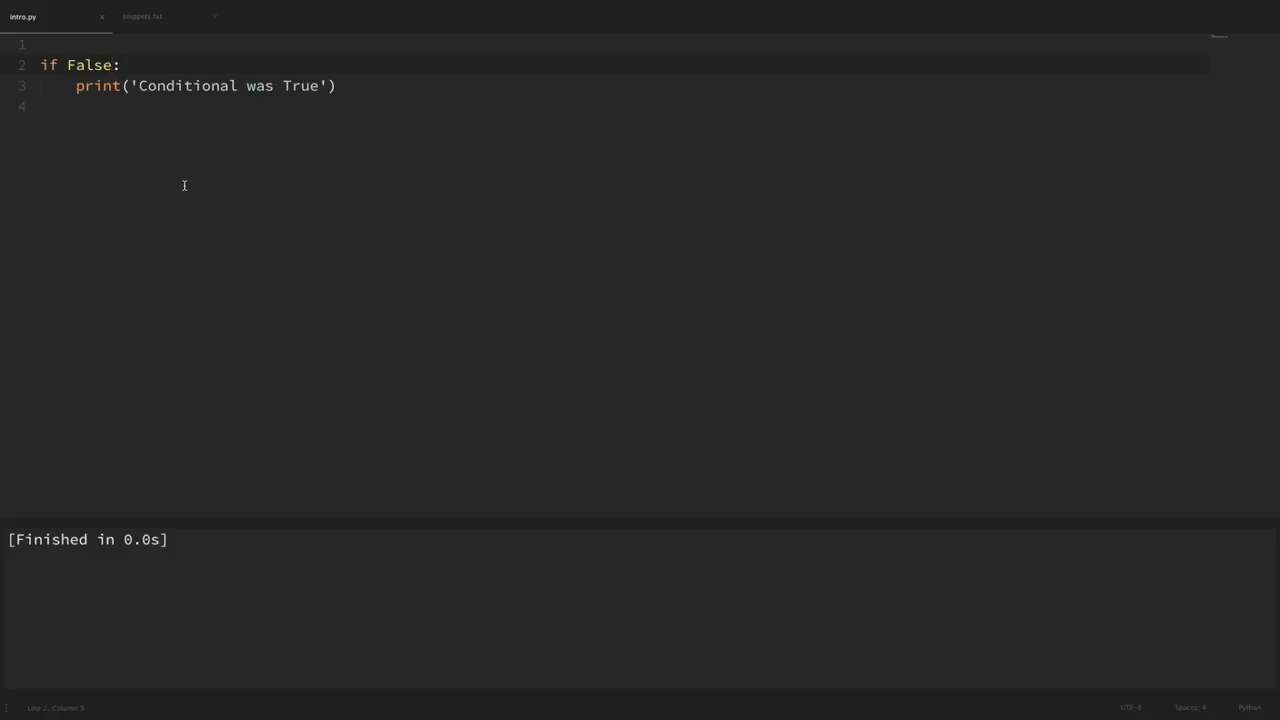 intro.py × snippets.txt ×
1
2 if False:
3 print('Conditional was True')
4
[Finished in 0.0s]
Line 2, Column 9 UTF-8 Spaces: 4 Python